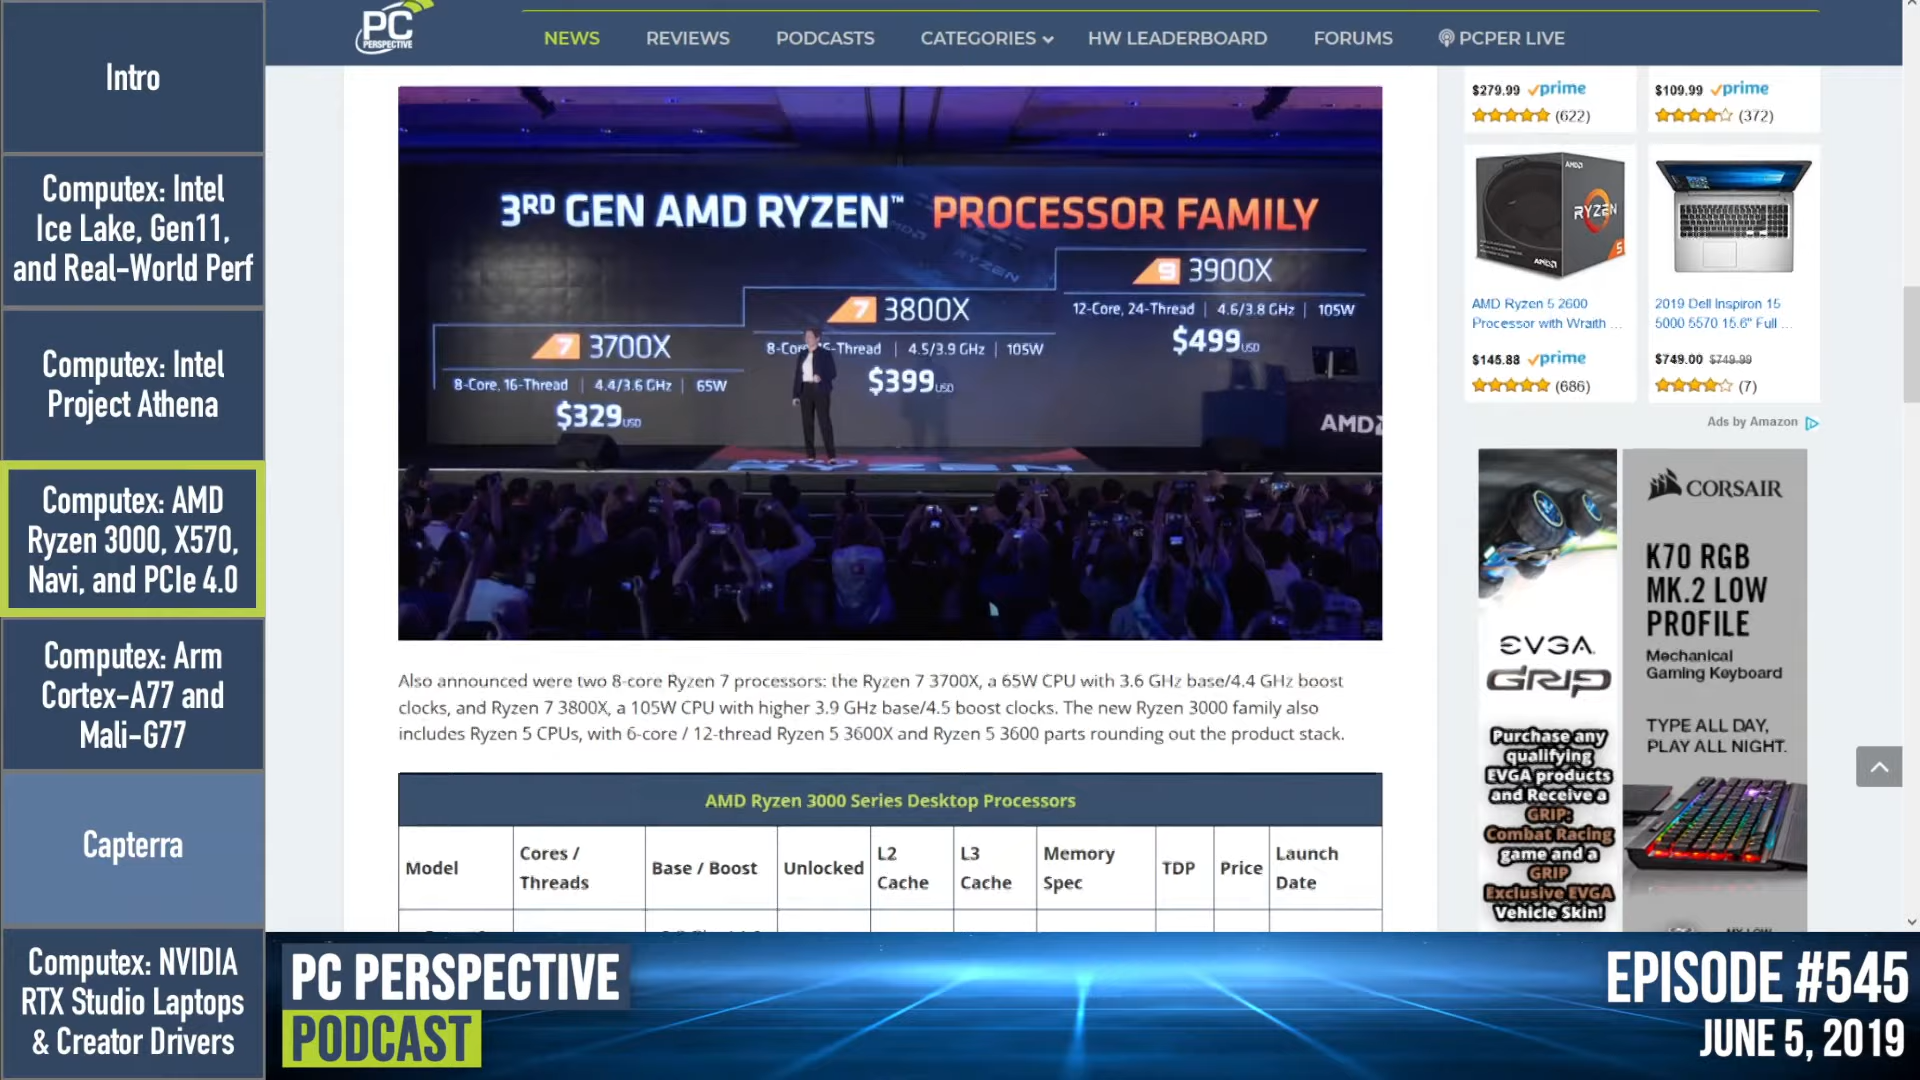 Intro
Computex: Intel
Ice Lake, Gen11,
and Real-World Perf
Computex: Intel
Project Athena
Computex: AMD
Ryzen 3000, X570,
Navi, and PCIe 4.0
Computex: Arm
Cortex-A77 and
Mali-G77
Capterra
Computex: NVIDIA
RTX Studio Laptops
& Creator Drivers
PC
PERSPECTIVE
NEWS
REVIEWS
PODCASTS
CATEGORIES
HW LEADERBOARD
FORUMS
PCPER LIVE
3RD GEN AMD RYZEN™ PROCESSOR FAMILY
9 3900X
12-Core, 24-Thread | 4.6/3.8 GHz | 105W
$499USD
7 3800X
-Thread | 4.5/3.9 GHz | 105W
$399USD
7 3700X
8-Core, 16-Thread | 4.4/3.6 GHz | 65W
$329USD
AMD
RYZEN
Also announced were two 8-core Ryzen 7 processors: the Ryzen 7 3700X, a 65W CPU with 3.6 GHz base/4.4 GHz boost
clocks, and Ryzen 7 3800X, a 105W CPU with higher 3.9 GHz base/4.5 boost clocks. The new Ryzen 3000 family also
includes Ryzen 5 CPUs, with 6-core / 12-thread Ryzen 5 3600X and Ryzen 5 3600 parts rounding out the product stack.
AMD Ryzen 3000 Series Desktop Processors
Model
Cores /
Threads
Base / Boost
Unlocked
L2
Cache
L3
Cache
Memory
Spec
TDP
Price
Launch
Date
$279.99 prime
(622)
$109.99 prime
(372)
AMD
RYZEN
5
AMD
AMD Ryzen 5 2600
Processor with Wraith ...
$145.88 prime
(686)
2019 Dell Inspiron 15
5000 5570 15.6" Full ...
$749.00 $749.99
(7)
Ads by Amazon
EVGA
GRIP
Purchase any
qualifying
EVGA products
and Receive a
GRIP:
Combat Racing
game and a
GRIP
Exclusive EVGA
Vehicle Skin!
CORSAIR
K70 RGB
MK.2 LOW
PROFILE
Mechanical
Gaming Keyboard
TYPE ALL DAY,
PLAY ALL NIGHT.
PC PERSPECTIVE
PODCAST
EPISODE #545
JUNE 5, 2019